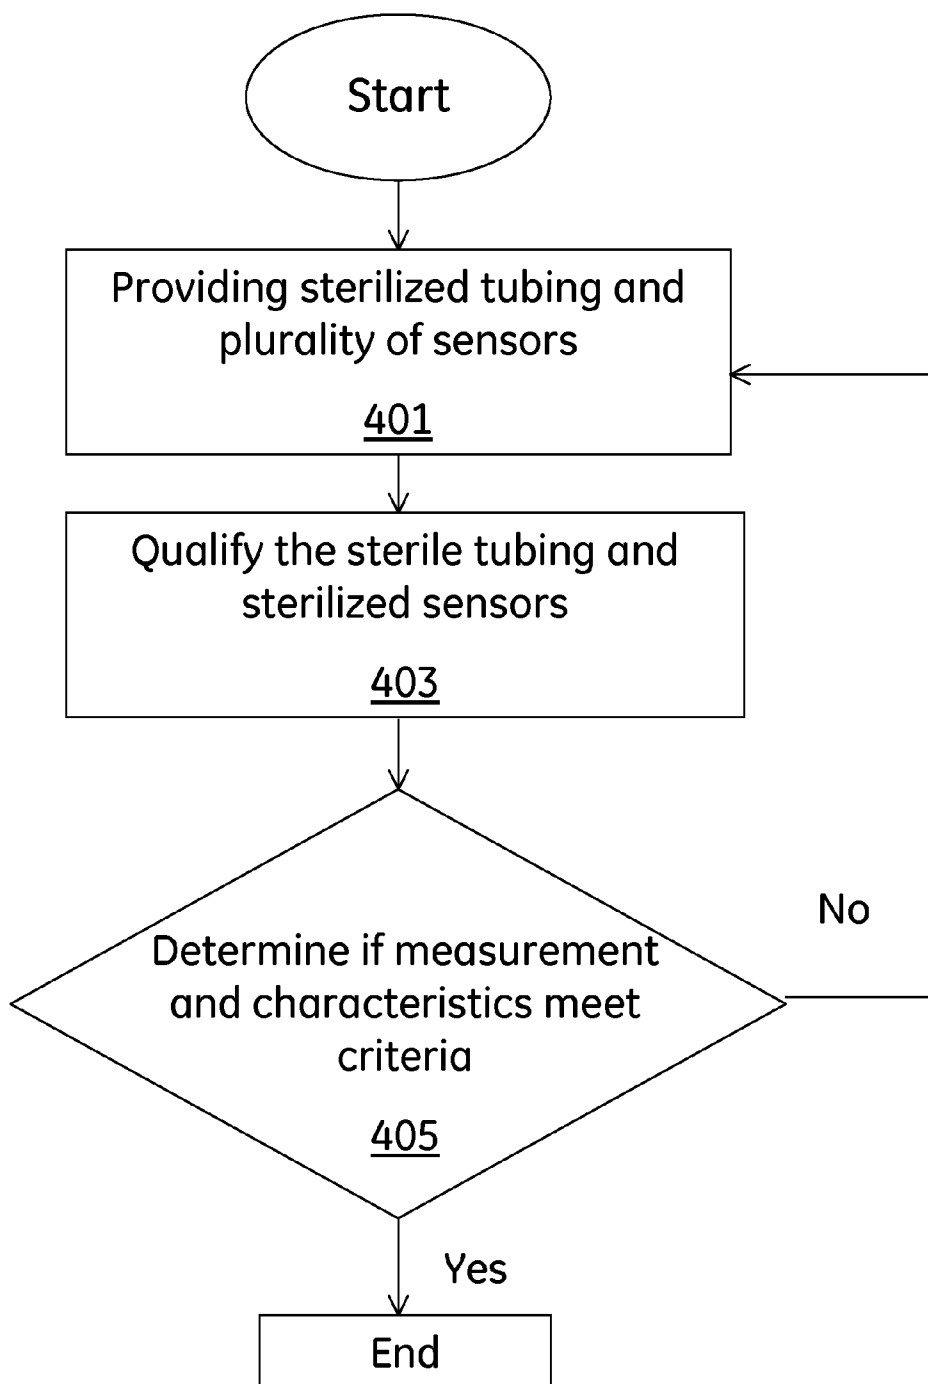 Start
Providing sterilized tubing and
plurality of sensors
401
Qualify the sterile tubing and
sterilized sensors
403
No
Determine if measurement
and characteristics meet
criteria
405
Yes
End